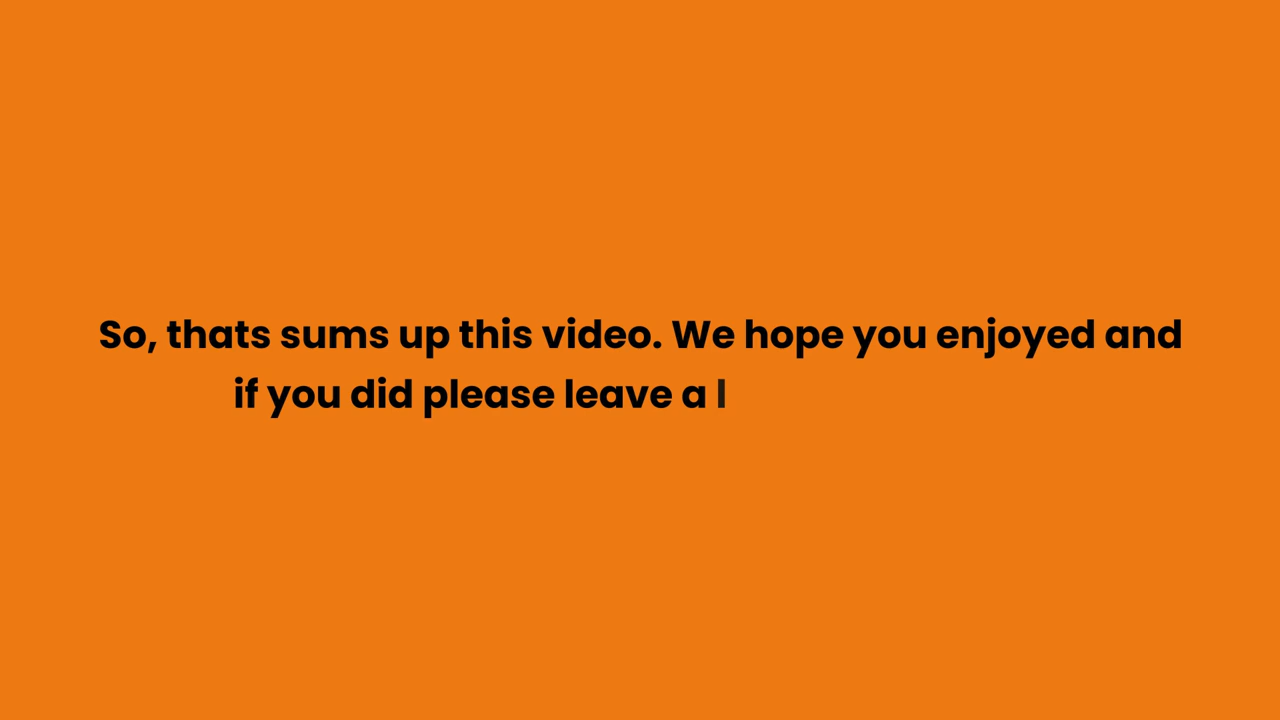 So, thats sums up this video. We hope you enjoyed and
if you did please leave a l